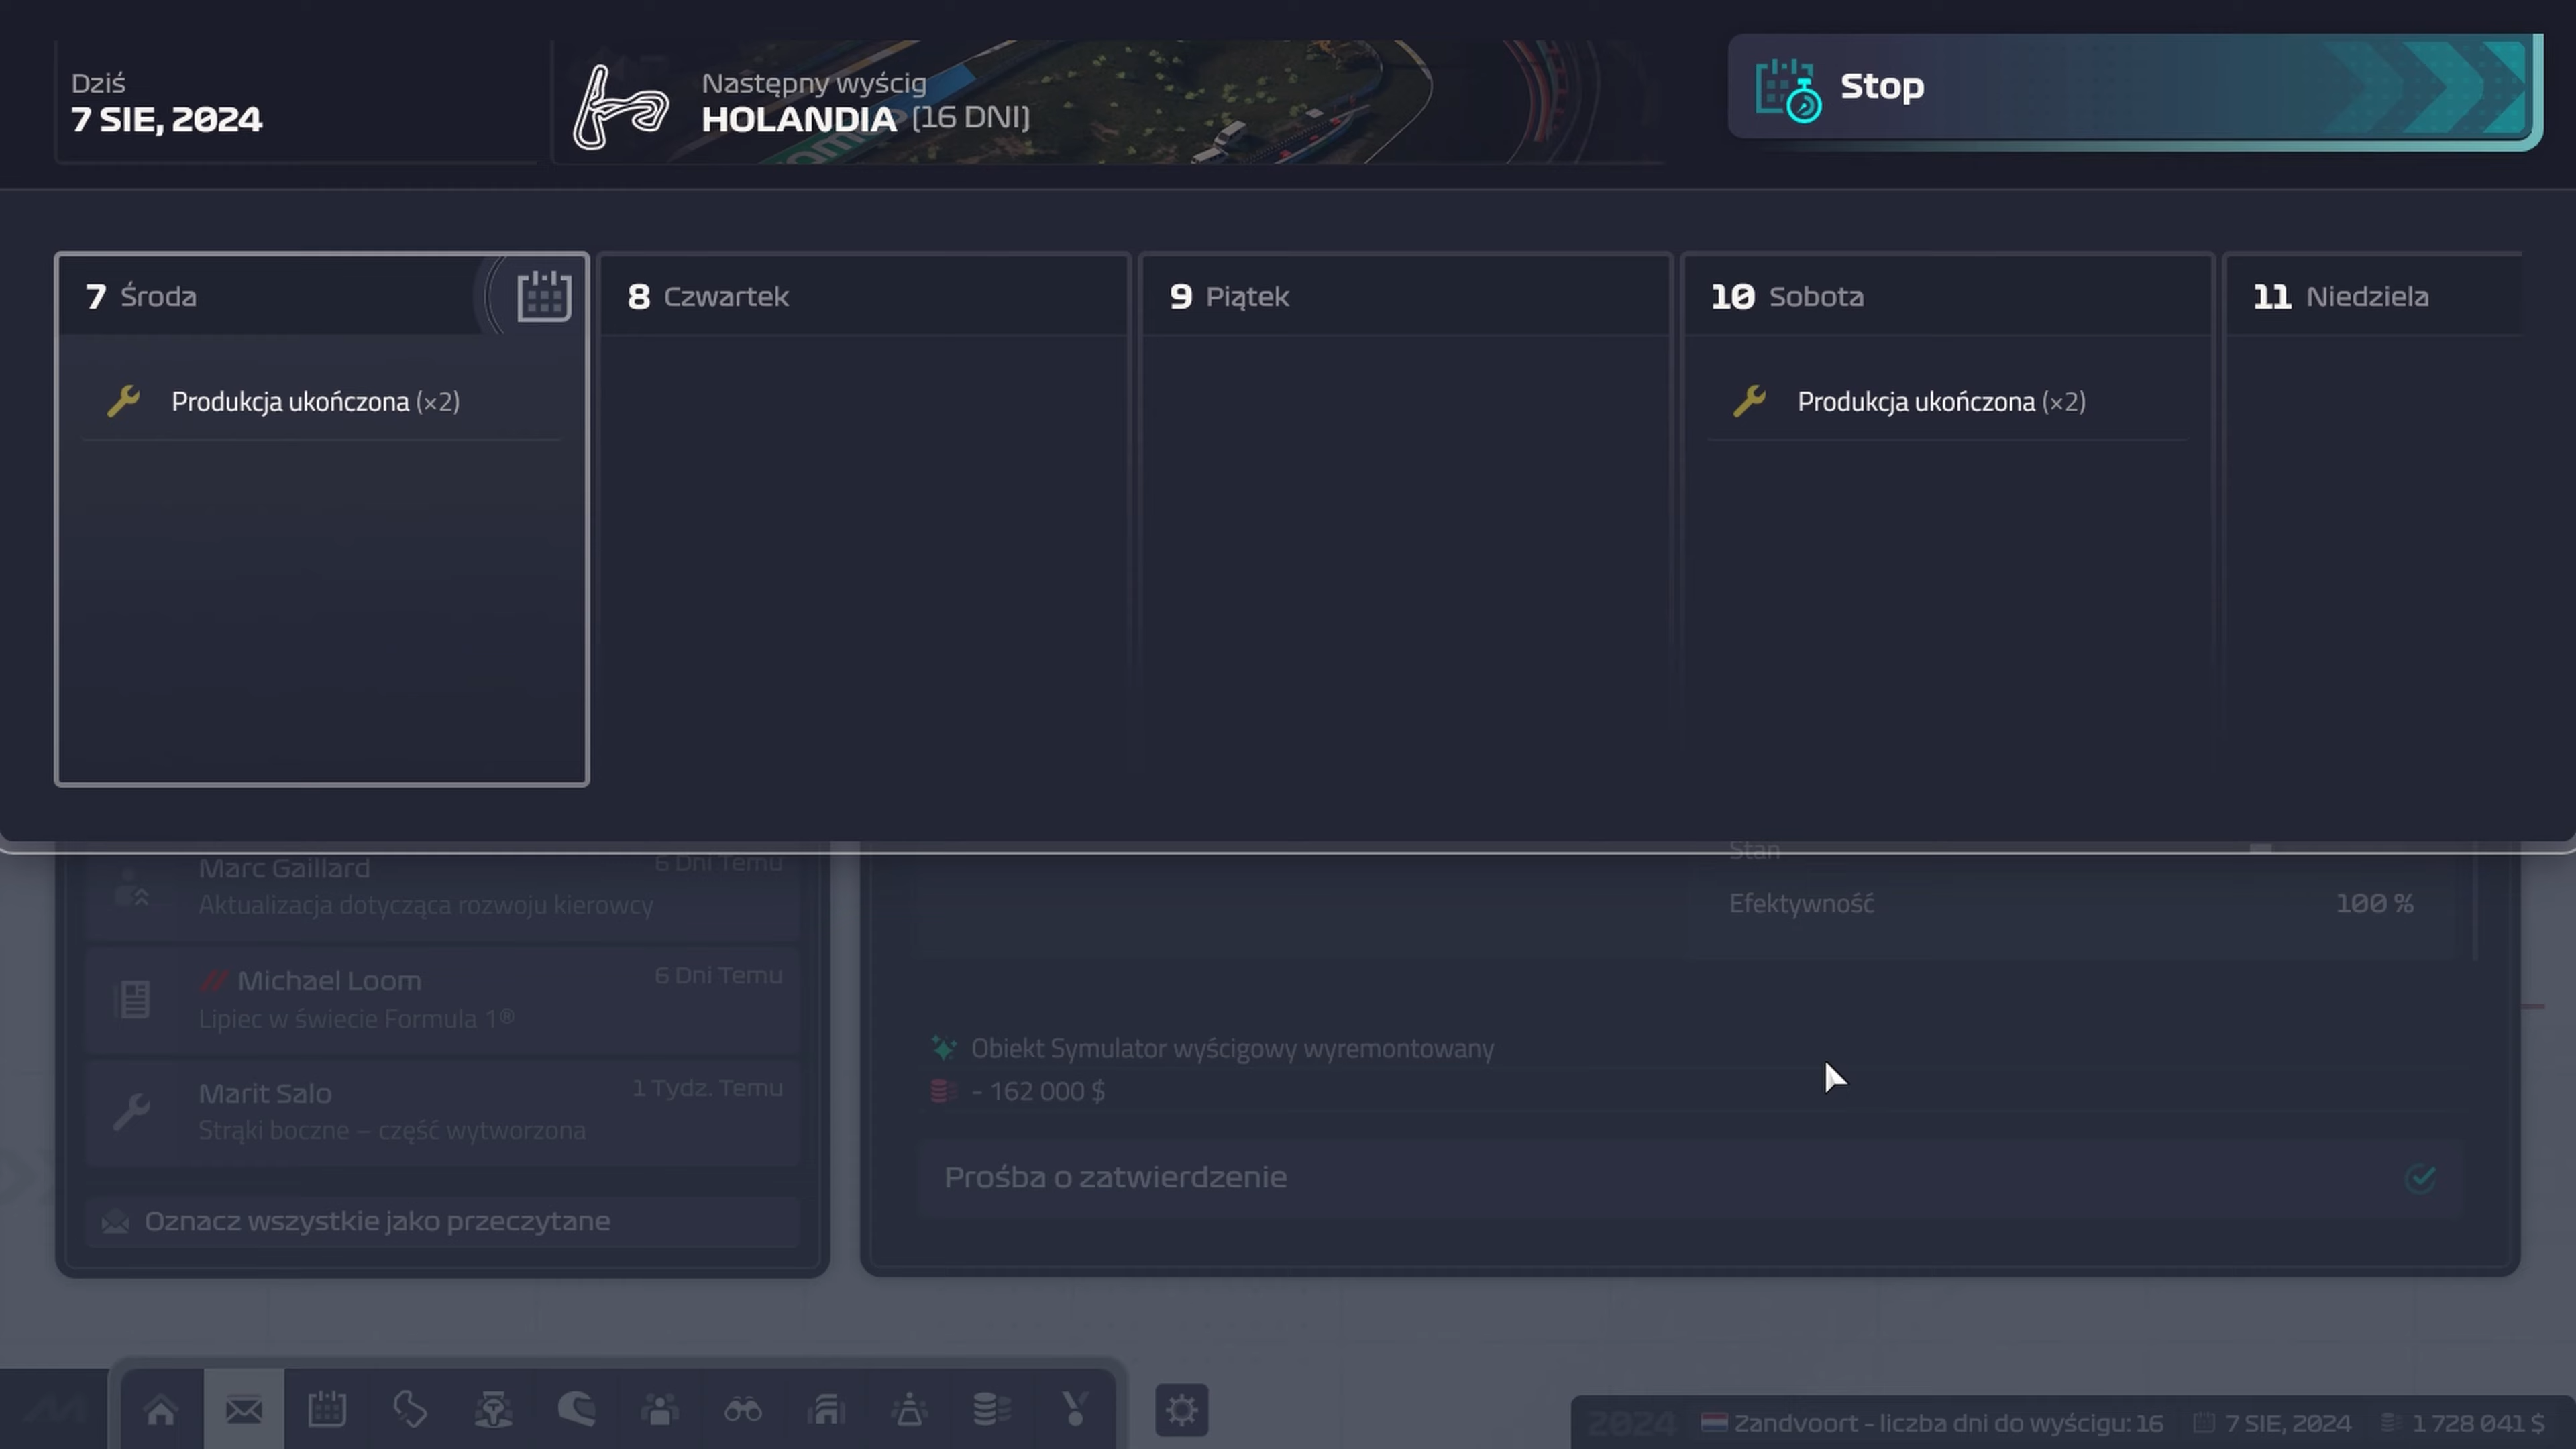 Dziś
7 SIE, 2024
Następny wyścig
HOLANDIA (16 DNI)
Stop
7 Środa
8 Czwartek
9 Piątek
10 Sobota
11 Niedziela
Produkcja ukończona (×2)
Produkcja ukończona (×2)
Marc Gaillard
6 Dni Temu
Aktualizacja dotycząca rozwoju kierowcy
Michael Loom
6 Dni Temu
Lipiec w świecie Formula 1®
Marit Salo
1 Tydz. Temu
Strąki boczne – część wytworzona
Oznacz wszystkie jako przeczytane
Stan
Efektywność
100 %
Obiekt Symulator wyścigowy wyremontowany
- 162 000 $
Prośba o zatwierdzenie
2024
Zandvoort - liczba dni do wyścigu: 16
7 SIE, 2024
1 728 041 $